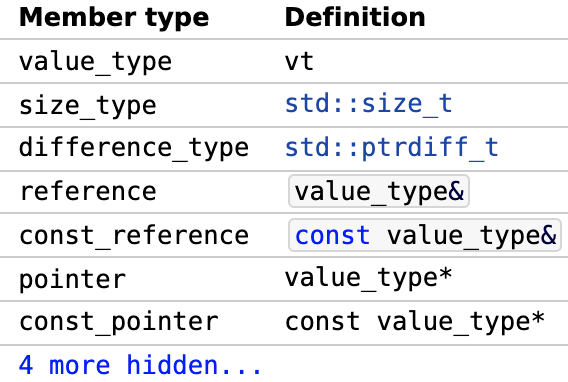 Member type Definition
value_type vt
size_type std::size_t
difference_type std::ptrdiff_t
reference value_type&
const_reference const value_type&
pointer value_type*
const_pointer const value_type*
4 more hidden...